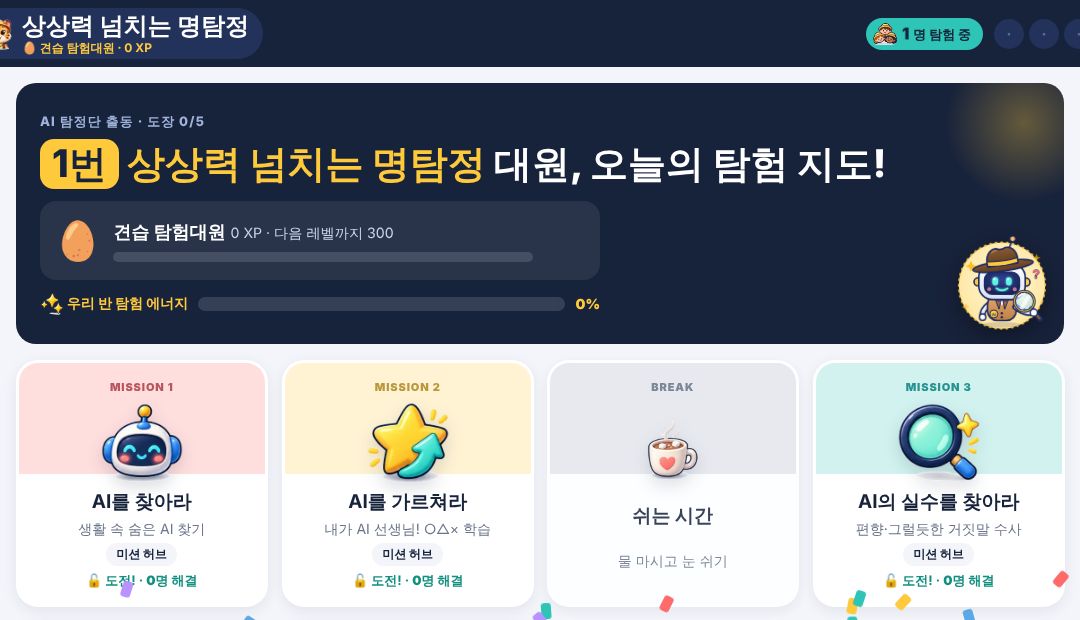 상상력 넘치는 명탐정
견습 탐험대원 · 0 XP
1 명 탐험 중
AI 탐정단 출동 · 도장 0/5
1번 상상력 넘치는 명탐정 대원, 오늘의 탐험 지도!
견습 탐험대원 0 XP · 다음 레벨까지 300
우리 반 탐험 에너지 0%
MISSION 1
AI를 찾아라
생활 속 숨은 AI 찾기
미션 허브
도전! · 0명 해결
MISSION 2
AI를 가르쳐라
내가 AI 선생님! ○△× 학습
미션 허브
도전! · 0명 해결
BREAK
쉬는 시간
물 마시고 눈 쉬기
MISSION 3
AI의 실수를 찾아라
편향·그럴듯한 거짓말 수사
미션 허브
도전! · 0명 해결